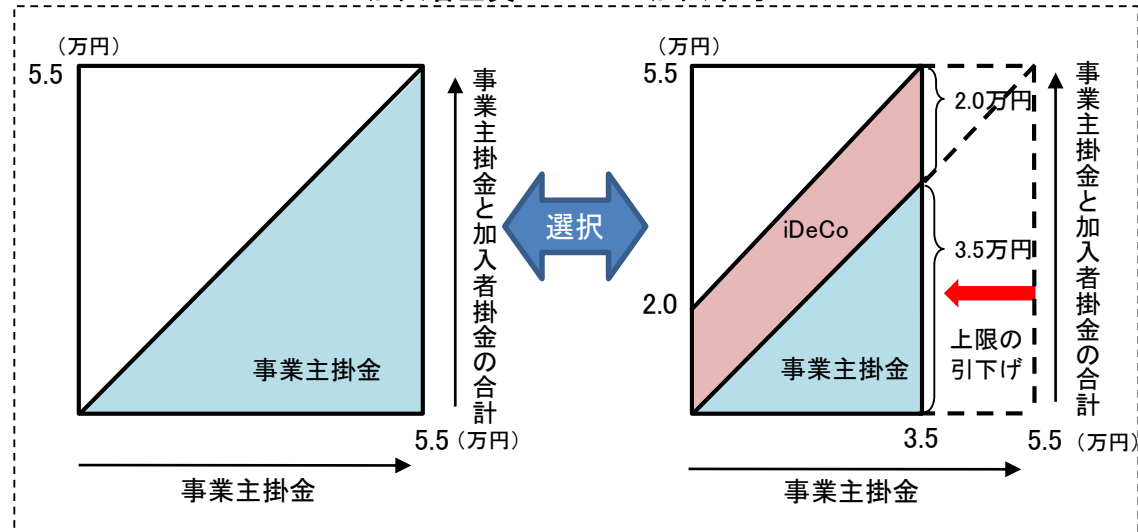 (万円)
5.5
事業主掛金
事業主掛金と加入者掛金の合計
5.5(万円)
事業主掛金
選択
(万円)
5.5
2.0
iDeCo
事業主掛金
2.0万円
3.5万円
上限の
引下げ
事業主掛金と加入者掛金の合計
3.5
5.5 (万円)
事業主掛金